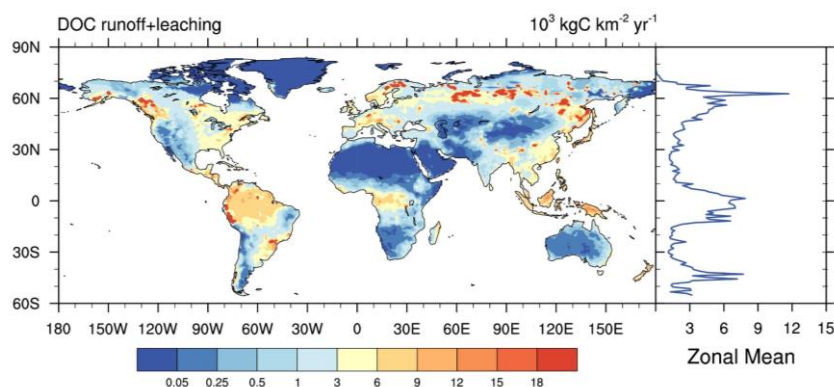 DOC runoff+leaching 10³ kgC km⁻² yr⁻¹
90N
60N
30N
0
30S
60S
180 150W 120W 90W 60W 30W 0 30E 60E 90E 120E 150E 3 6 9 12 15
Zonal Mean
0.05 0.25 0.5 1 3 6 9 12 15 18